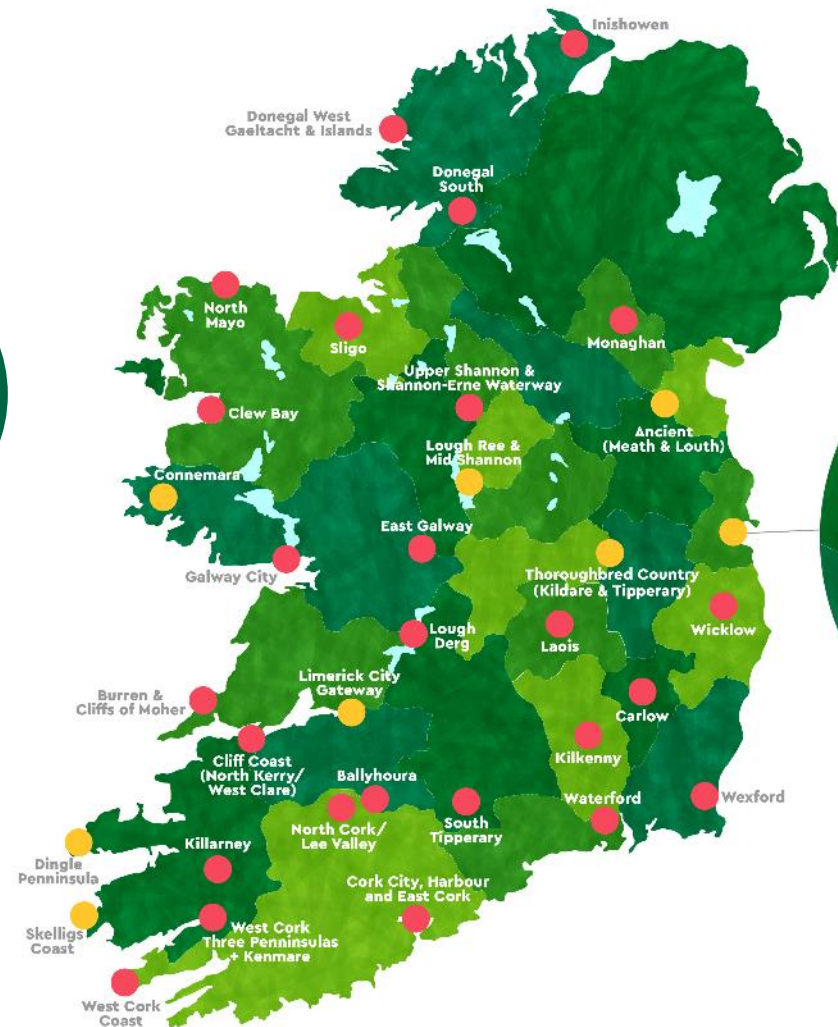 Inishowen
Donegal West
Gaeltacht & Islands
Donegal
South
North
Mayo
Sligo
Monaghan
Upper Shannon &
Shannon-Erne Waterway
Clew Bay
Ancient
(Meath & Louth)
Lough Ree &
Mid Shannon
Connemara
East Galway
Galway City
Thoroughbred Country
(Kildare & Tipperary)
Wicklow
Lough
Derg
Laois
Limerick City
Gateway
Burren &
Cliffs of Moher
Carlow
Cliff Coast
(North Kerry/
West Clare)
Kilkenny
Ballyhoura
Waterford
Wexford
North Cork/
Lee Valley
South
Tipperary
Killarney
Dingle
Penninsula
Cork City, Harbour
and East Cork
Skelligs
Coast
West Cork
Three Penninsulas
+ Kenmare
West Cork
Coast